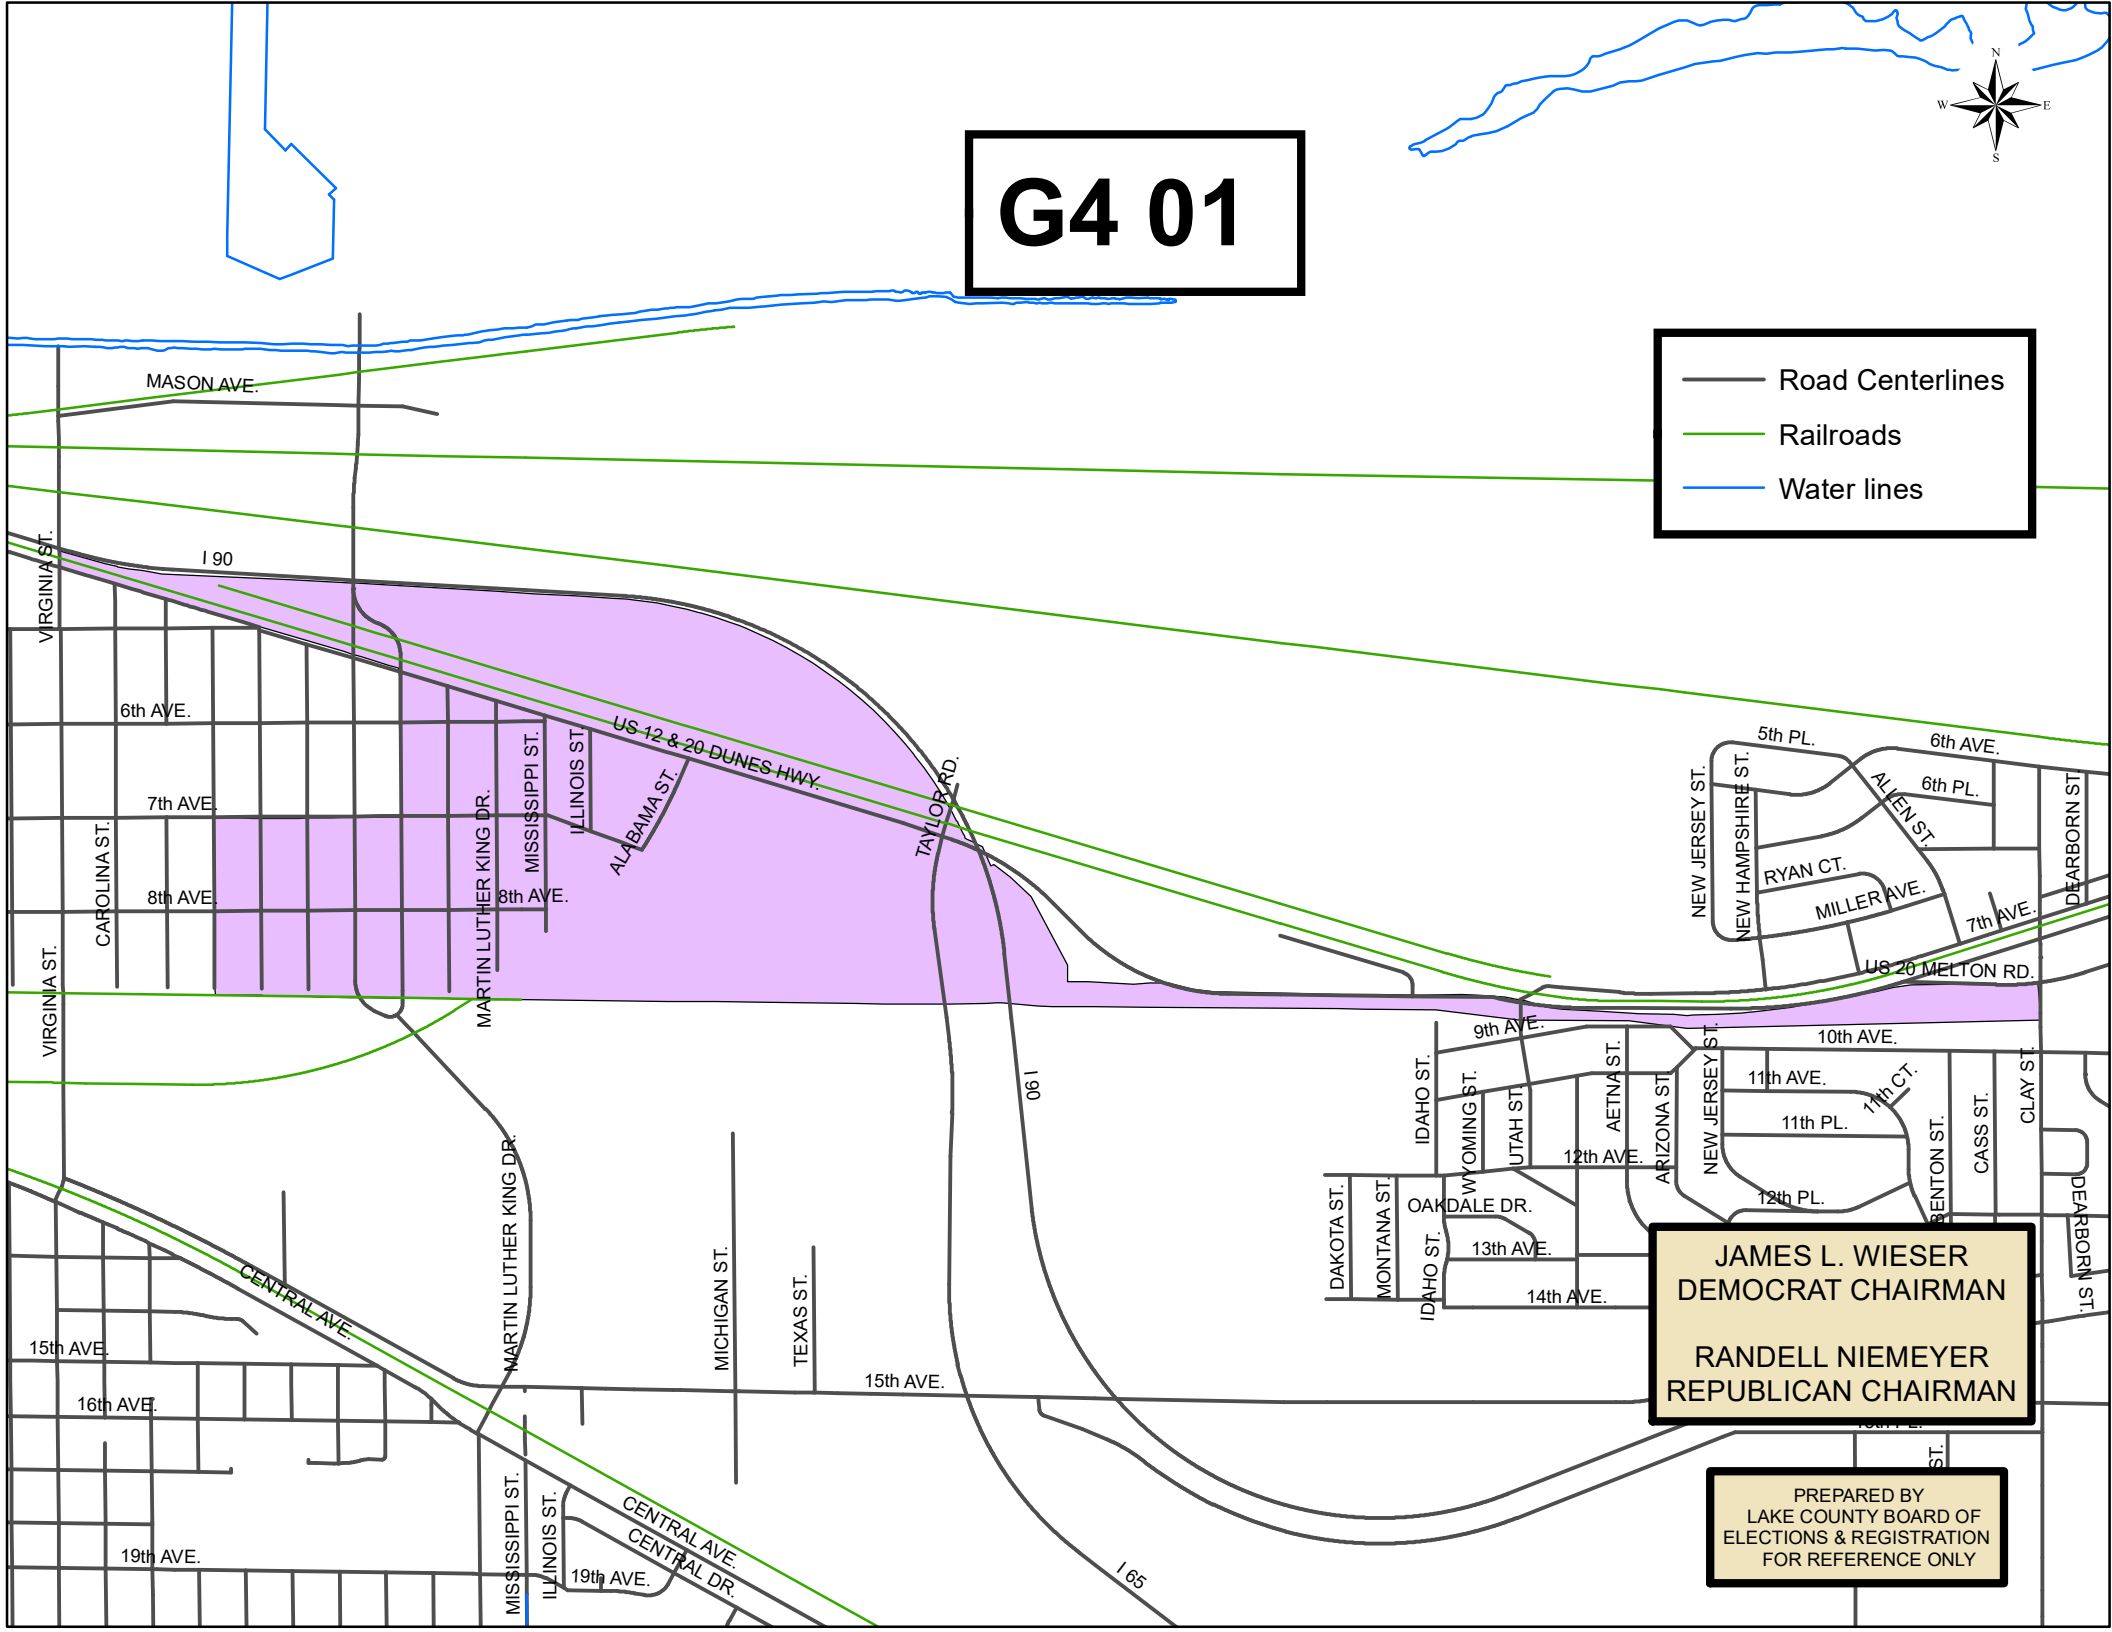 N
W E
S
G4 01
Road Centerlines
Railroads
Water lines
MASON AVE.
I 90
VIRGINIA ST.
6th AVE.
US 12 & 20 DUNES HWY.
MISSISSIPPI ST.
ILLINOIS ST.
ALABAMA ST.
TAYLOR RD.
7th AVE.
CAROLINA ST.
MARTIN LUTHER KING DR.
8th AVE.
8th AVE.
VIRGINIA ST.
5th PL.
6th AVE.
6th PL.
ALLEN ST.
NEW JERSEY ST.
NEW HAMPSHIRE ST.
DEARBORN ST.
RYAN CT.
MILLER AVE.
7th AVE.
US 20 MELTON RD.
9th AVE.
10th AVE.
I 90
IDAHO ST.
WYOMING ST.
UTAH ST.
AETNA ST.
ARIZONA ST.
NEW JERSEY ST.
11th AVE.
11th CT.
11th PL.
BENTON ST.
CASS ST.
CLAY ST.
12th AVE.
12th PL.
DAKOTA ST.
MONTANA ST.
OAKDALE DR.
IDAHO ST.
13th AVE.
14th AVE.
DEARBORN ST.
MARTIN LUTHER KING DR.
MICHIGAN ST.
TEXAS ST.
CENTRAL AVE.
15th AVE.
15th AVE.
16th AVE.
JAMES L. WIESER
DEMOCRAT CHAIRMAN
RANDELL NIEMEYER
REPUBLICAN CHAIRMAN
ST.
MISSISSIPPI ST.
ILLINOIS ST.
CENTRAL AVE.
CENTRAL DR.
19th AVE.
19th AVE.
I 65
PREPARED BY
LAKE COUNTY BOARD OF
ELECTIONS & REGISTRATION
FOR REFERENCE ONLY